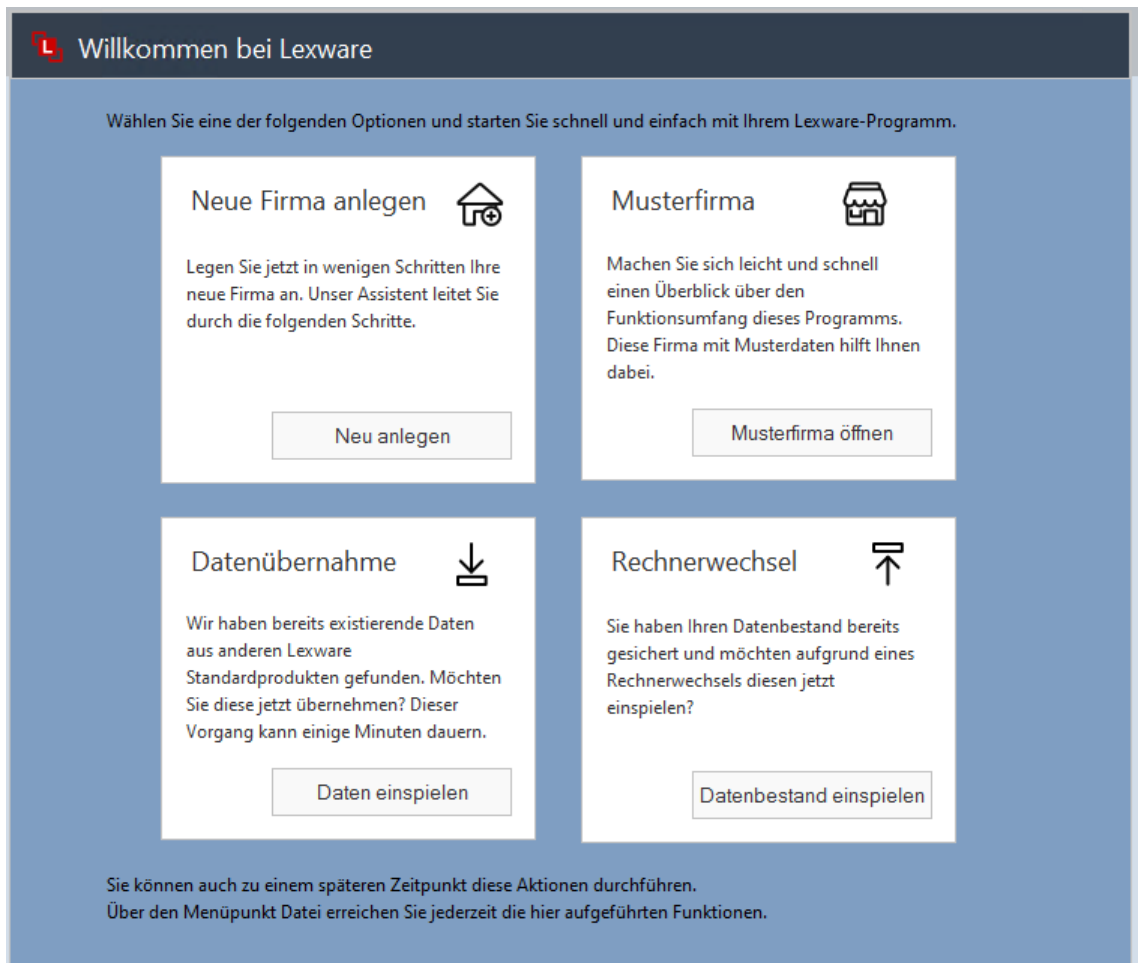 L
Willkommen bei Lexware
Wählen Sie eine der folgenden Optionen und starten Sie schnell und einfach mit Ihrem Lexware-Programm.
Neue Firma anlegen
Legen Sie jetzt in wenigen Schritten Ihre
neue Firma an. Unser Assistent leitet Sie
durch die folgenden Schritte.
Neu anlegen
Musterfirma
Machen Sie sich leicht und schnell
einen Überblick über den
Funktionsumfang dieses Programms.
Diese Firma mit Musterdaten hilft Ihnen
dabei.
Musterfirma öffnen
Datenübernahme
Wir haben bereits existierende Daten
aus anderen Lexware
Standardprodukten gefunden. Möchten
Sie diese jetzt übernehmen? Dieser
Vorgang kann einige Minuten dauern.
Daten einspielen
Rechnerwechsel
Sie haben Ihren Datenbestand bereits
gesichert und möchten aufgrund eines
Rechnerwechsels diesen jetzt
einspielen?
Datenbestand einspielen
Sie können auch zu einem späteren Zeitpunkt diese Aktionen durchführen.
Über den Menüpunkt Datei erreichen Sie jederzeit die hier aufgeführten Funktionen.